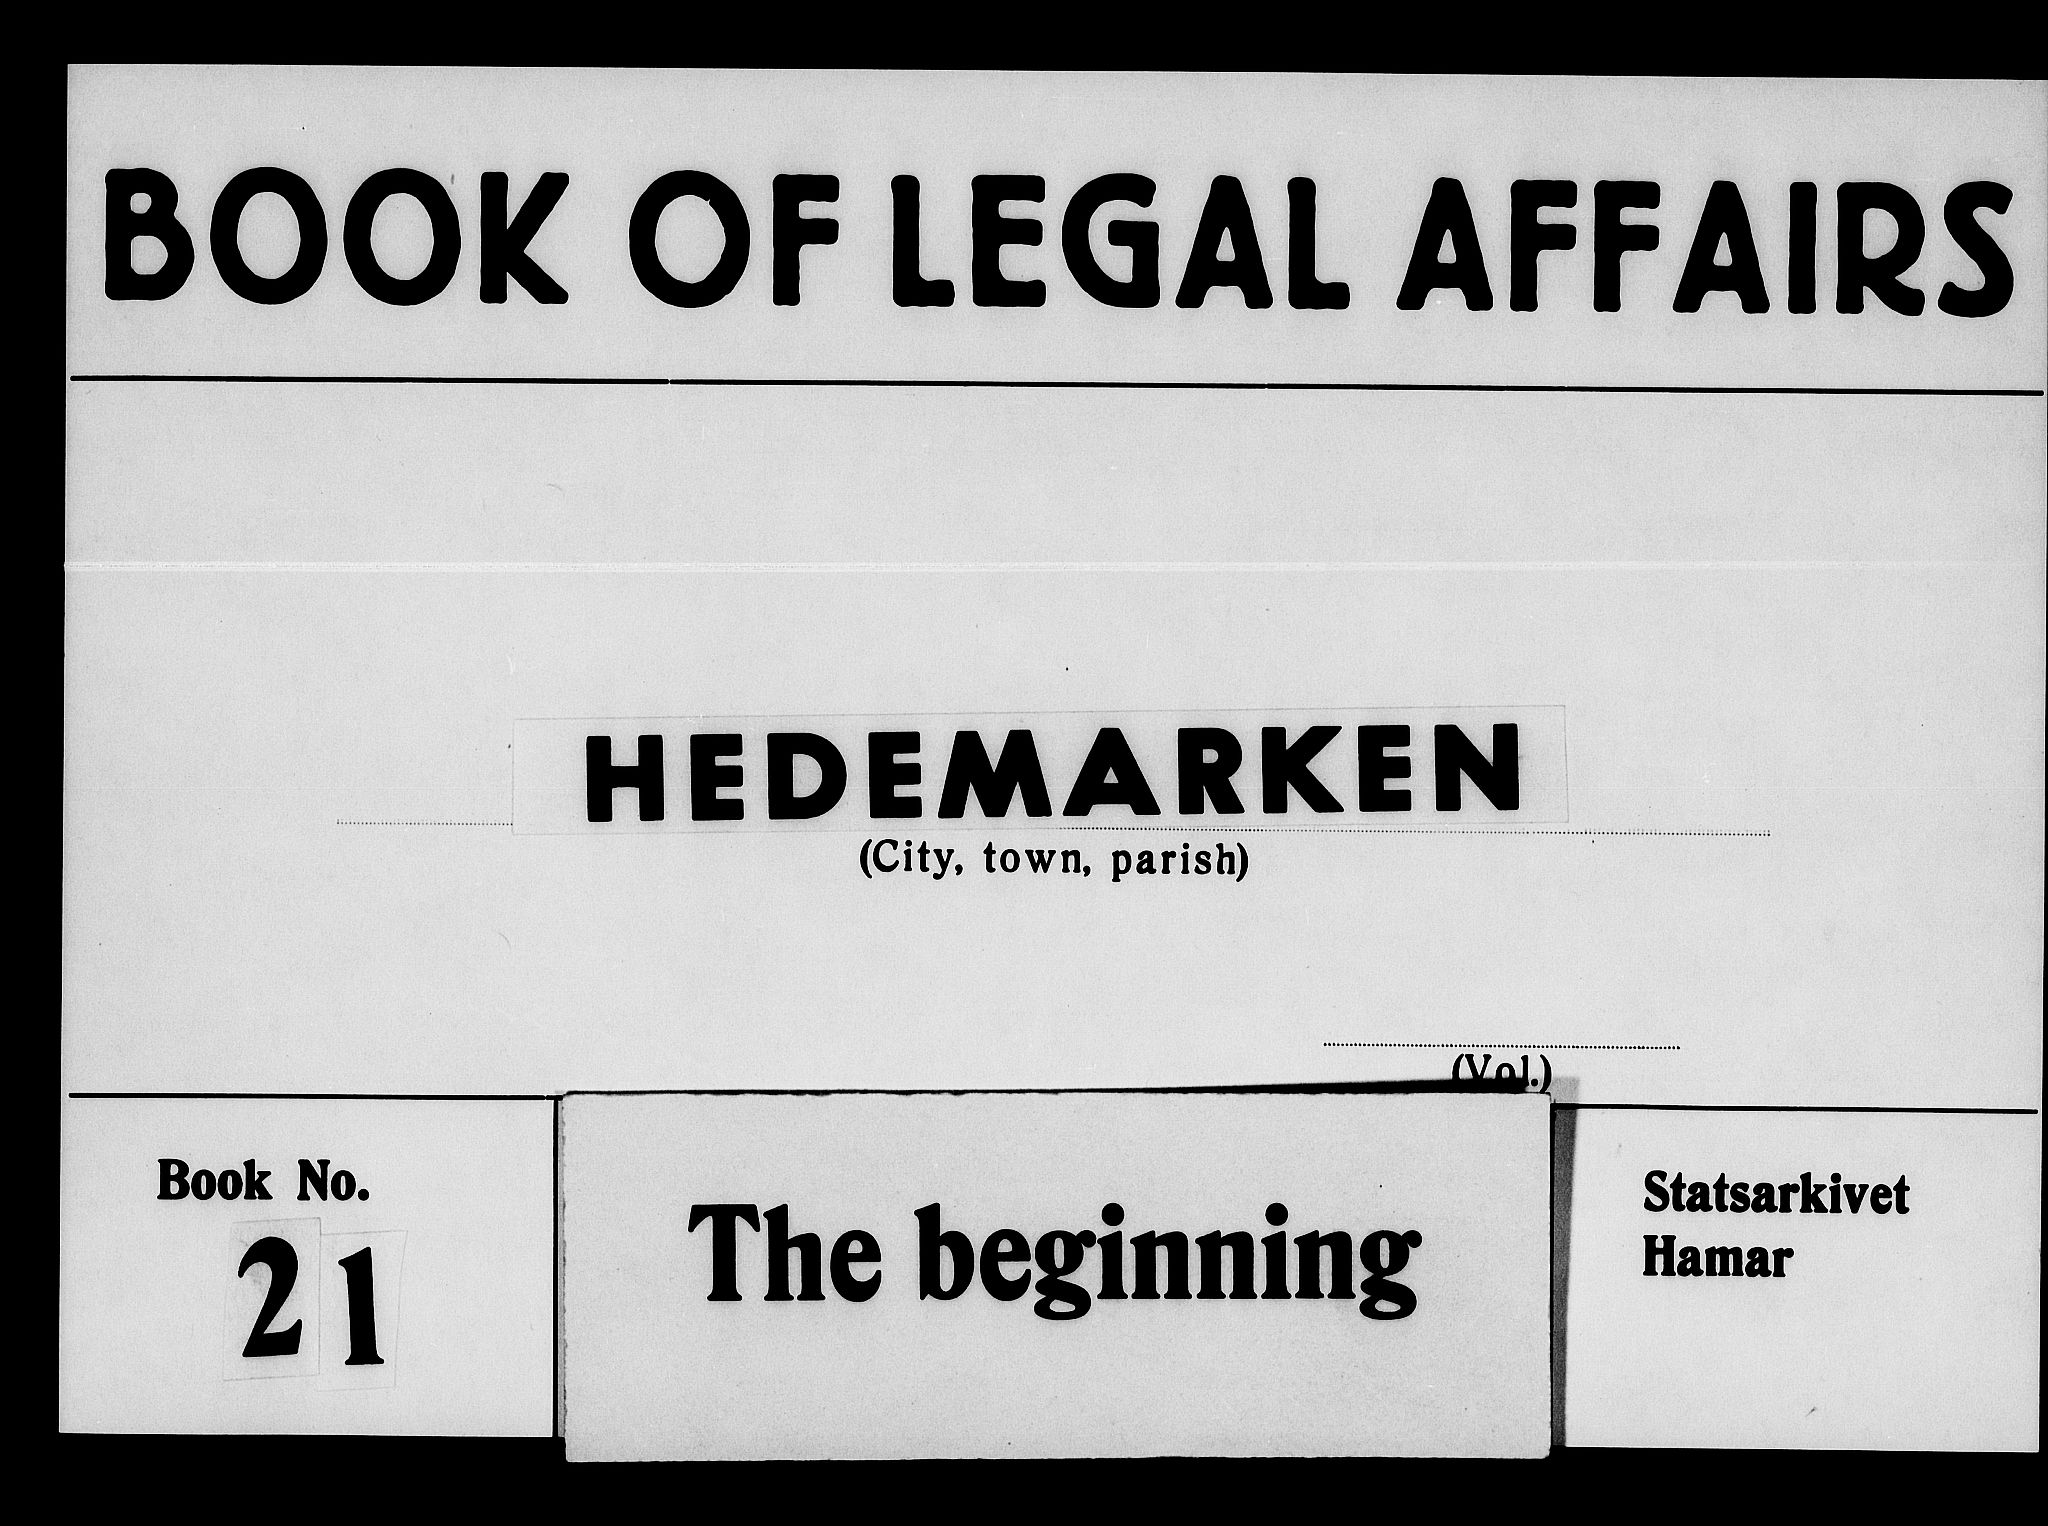 BOOK OF LEGAL AFFAIRS
HEDEMARKEN
(City, town, parish)
(Vol.)
Book No.
21
The beginning
Statsarkivet
Hamar